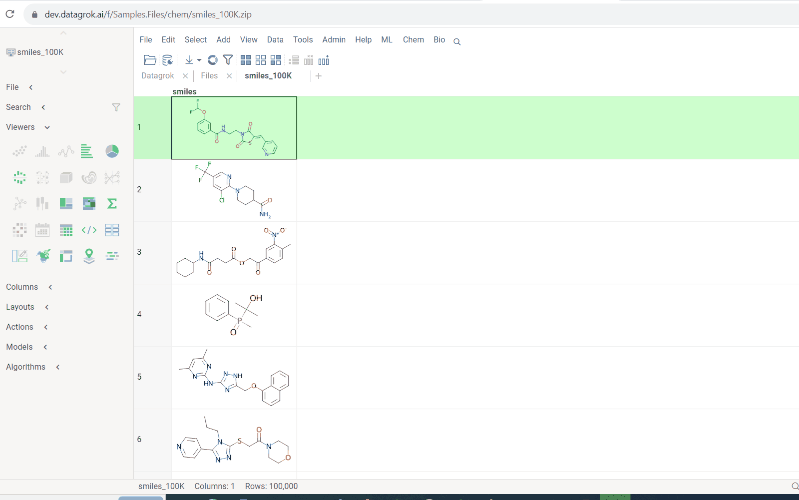 dev.datagrok.ai/f/Samples.Files/chem/smiles_100K.zip
smiles_100K
File Edit Select Add View Data Tools Admin Help ML Chem Bio
Datagrok Files smiles_100K
File
Search
Viewers
Columns
Layouts
Actions
Models
Algorithms
smiles
1
2
3
4
5
6
smiles_100K Columns: 1 Rows: 100,000